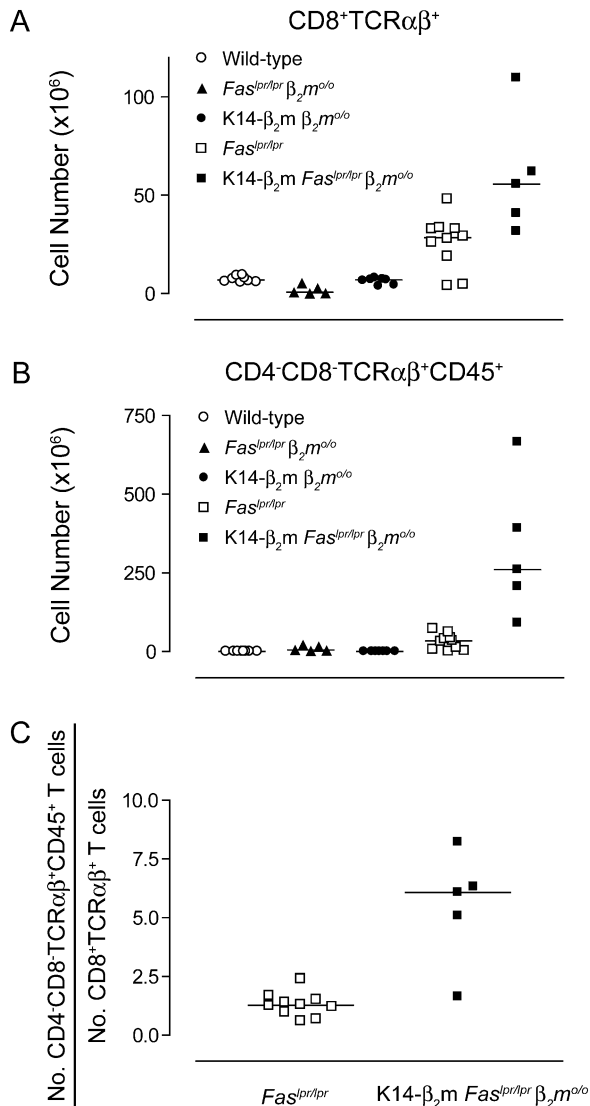 A
CD8⁺TCRαβ⁺
Cell Number (x10⁶)
100
50
0
Wild-type
Fas^lpr/lpr β₂m^o/o
K14-β₂m β₂m^o/o
Fas^lpr/lpr
K14-β₂m Fas^lpr/lpr β₂m^o/o
B
CD4⁻CD8⁻TCRαβ⁺CD45⁺
Cell Number (x10⁶)
750
500
250
0
Wild-type
Fas^lpr/lpr β₂m^o/o
K14-β₂m β₂m^o/o
Fas^lpr/lpr
K14-β₂m Fas^lpr/lpr β₂m^o/o
C
No. CD4⁻CD8⁻TCRαβ⁺CD45⁺ T cells
No. CD8⁺TCRαβ⁺ T cells
10.0
7.5
5.0
2.5
0.0
Fas^lpr/lpr
K14-β₂m Fas^lpr/lpr β₂m^o/o